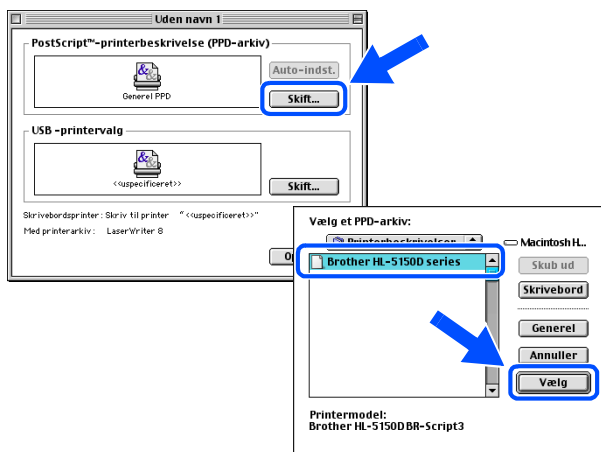 Uden navn 1
PostScript™-printerbeskrivelse (PPD-arkiv)
Generel PPD
Auto-indst.
Skift...
USB -printervalg
<<uspecificeret>>
Skift...
Skrivebordsprinter: Skriv til printer "<<uspecificeret>>"
Med printerarkiv: LaserWriter 8
Vælg et PPD-arkiv:
Printerbeskrivelser
Macintosh H...
Brother HL-5150D series
Skub ud
Skrivebord
Generel
Annuller
Vælg
Printermodel:
Brother HL-5150D BR-Script3